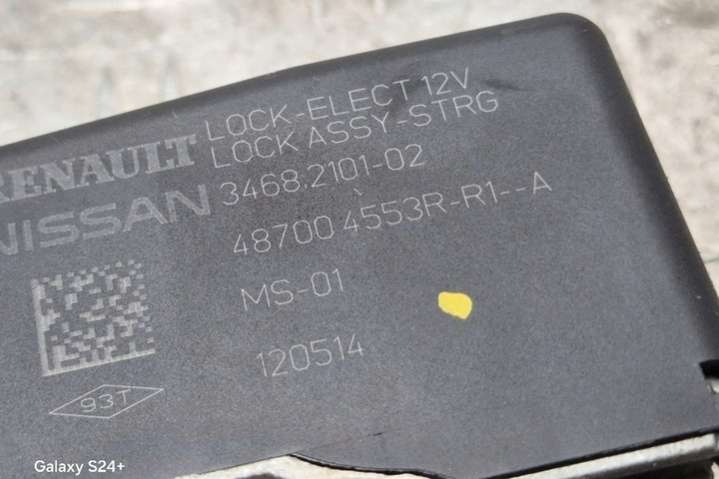 LOCK-ELECT 12V
LOCK ASSY-STRG
RENAULT
3468.2101-02
NISSAN
48700 4553R-R1--A
MS-01
120514
93T
Galaxy S24+